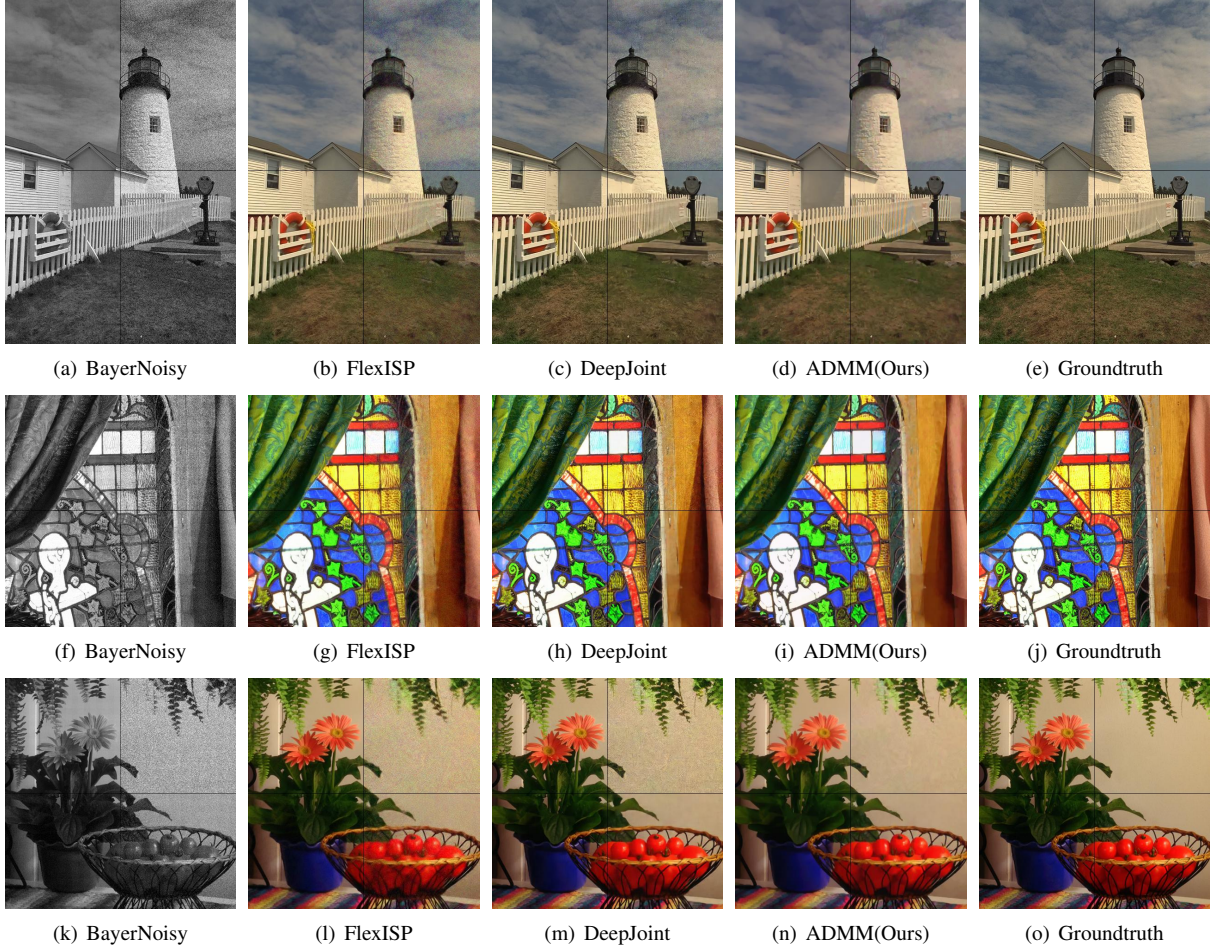 (a) BayerNoisy
(b) FlexISP
(c) DeepJoint
(d) ADMM(Ours)
(e) Groundtruth
(f) BayerNoisy
(g) FlexISP
(h) DeepJoint
(i) ADMM(Ours)
(j) Groundtruth
(k) BayerNoisy
(l) FlexISP
(m) DeepJoint
(n) ADMM(Ours)
(o) Groundtruth